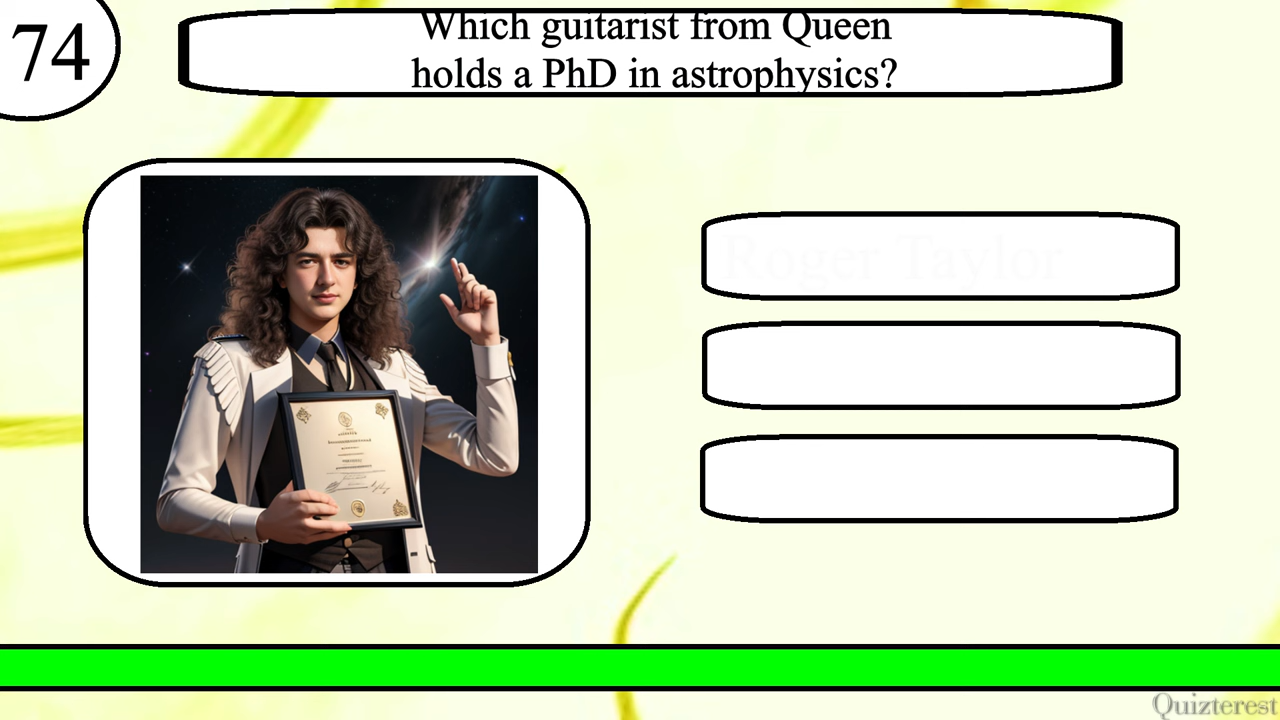 74
Which guitarist from Queen
holds a PhD in astrophysics?
Roger Taylor
Quizterest